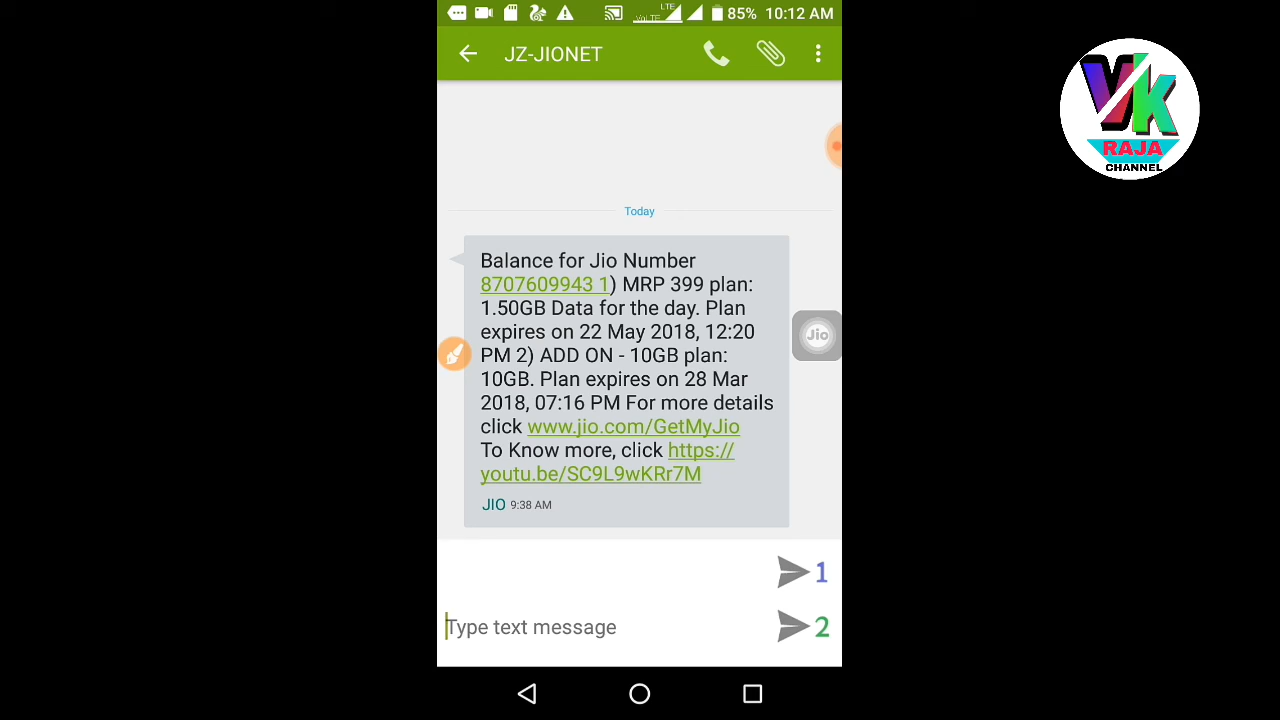 LTE
VoLTE
85% 10:12 AM
JZ-JIONET
VK
RAJA
CHANNEL
Today
Balance for Jio Number
8707609943 1) MRP 399 plan:
1.50GB Data for the day. Plan
expires on 22 May 2018, 12:20
PM 2) ADD ON - 10GB plan:
10GB. Plan expires on 28 Mar
2018, 07:16 PM For more details
click www.jio.com/GetMyJio
To Know more, click https://
youtu.be/SC9L9wKRr7M
JIO 9:38 AM
Jio
1
Type text message
2